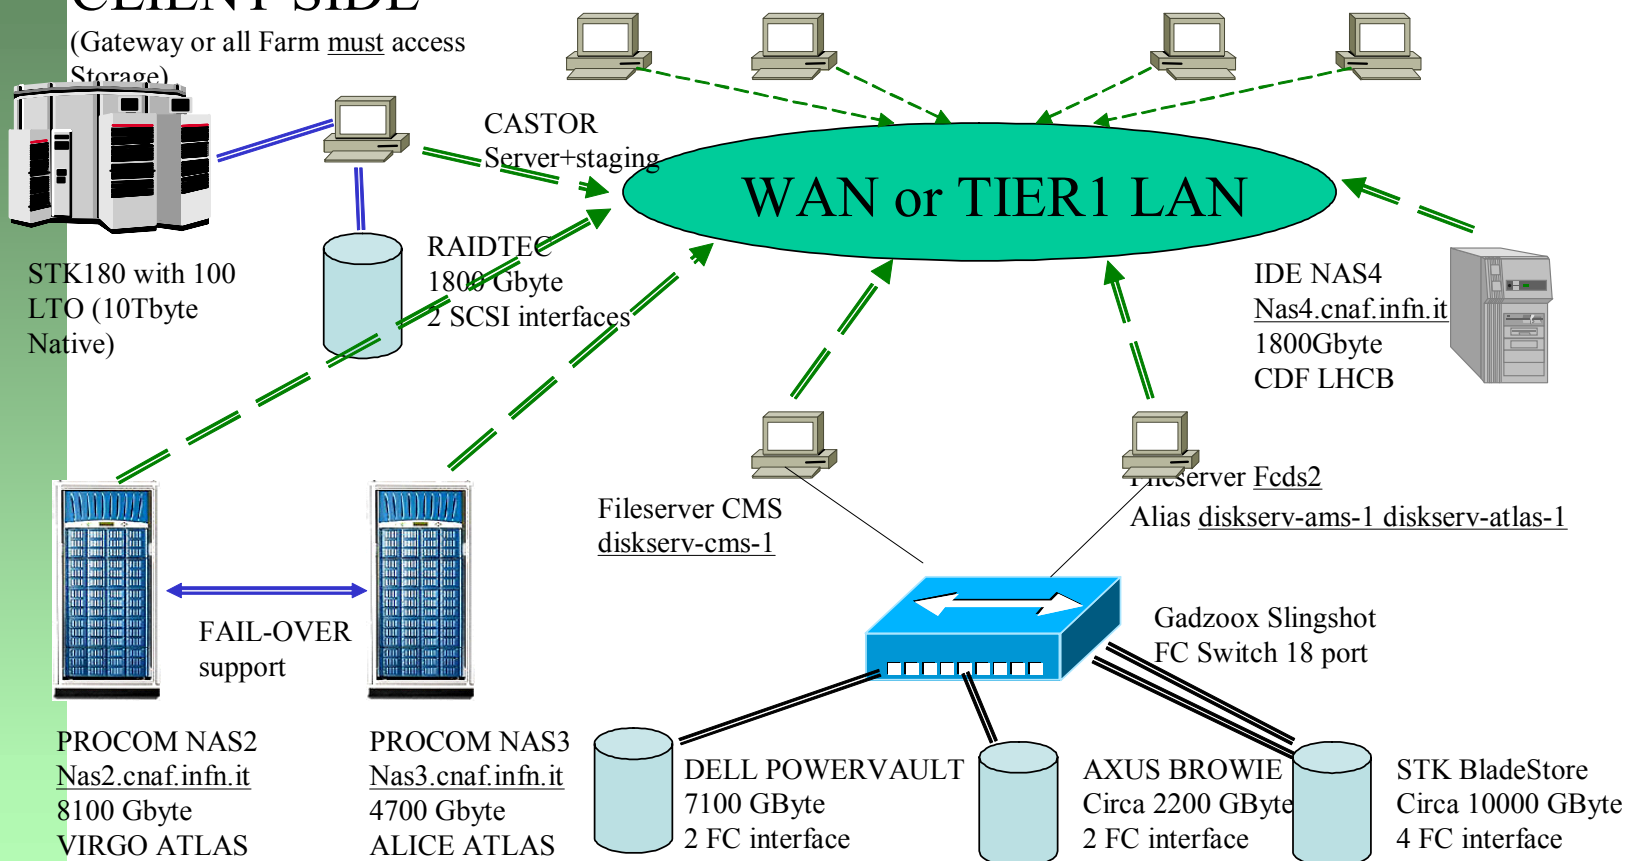 CLIENT SIDE
(Gateway or all Farm must access
Storage)
CASTOR
Server+staging
WAN or TIER1 LAN
STK180 with 100
LTO (10Tbyte
Native)
RAIDTEC
1800 Gbyte
2 SCSI interfaces
IDE NAS4
Nas4.cnaf.infn.it
1800Gbyte
CDF LHCB
Fileserver CMS
diskserv-cms-1
Fileserver Fcds2
Alias diskserv-ams-1 diskserv-atlas-1
FAIL-OVER
support
Gadzoox Slingshot
FC Switch 18 port
PROCOM NAS2
Nas2.cnaf.infn.it
8100 Gbyte
VIRGO ATLAS
PROCOM NAS3
Nas3.cnaf.infn.it
4700 Gbyte
ALICE ATLAS
DELL POWERVAULT
7100 GByte
2 FC interface
AXUS BROWIE
Circa 2200 GByte
2 FC interface
STK BladeStore
Circa 10000 GByte
4 FC interface